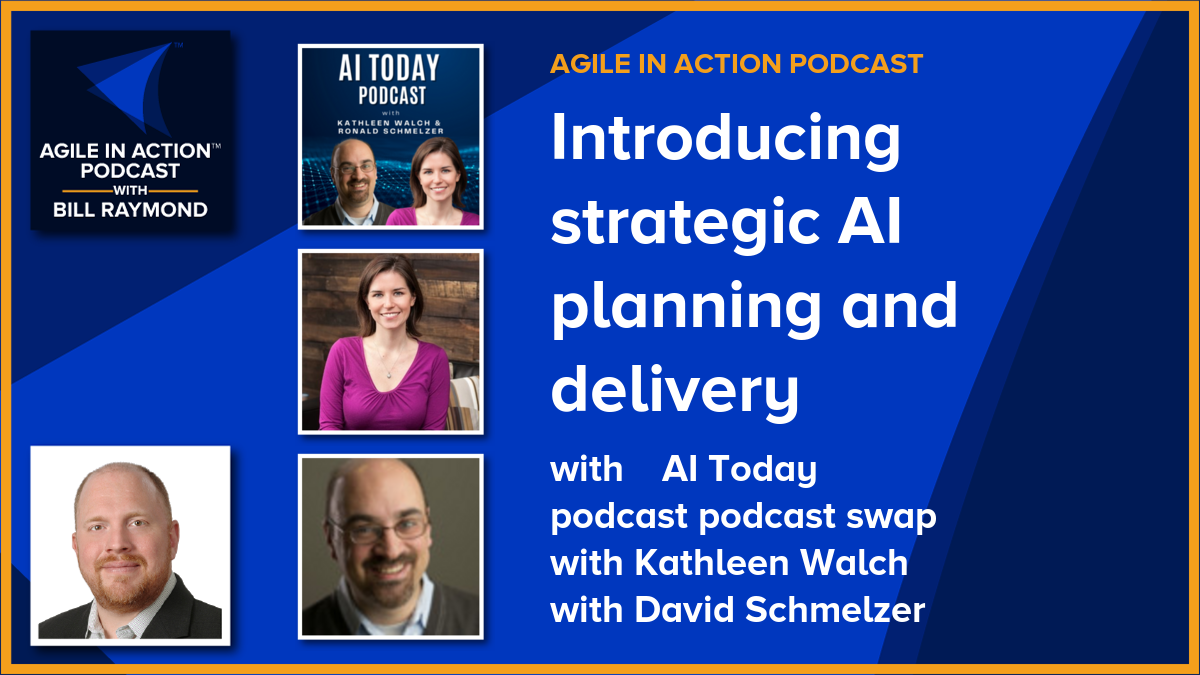 AGILE IN ACTION™
PODCAST
WITH
BILL RAYMOND
AI TODAY
PODCAST
with
KATHLEEN WALCH &
RONALD SCHMELZER
AGILE IN ACTION PODCAST
Introducing
strategic AI
planning and
delivery
with AI Today
podcast podcast swap
with Kathleen Walch
with David Schmelzer